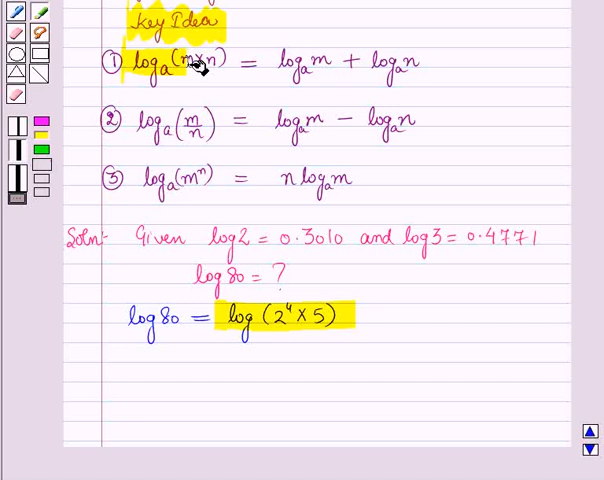 Key Idea
① logₐ(m×n) = logₐm + logₐn
② logₐ(m/n) = logₐm - logₐn
③ logₐ(mⁿ) = n logₐm
Soln:- Given log2 = 0.3010 and log3 = 0.4771
log 80 = ?
log 80 = log (2⁴ × 5)